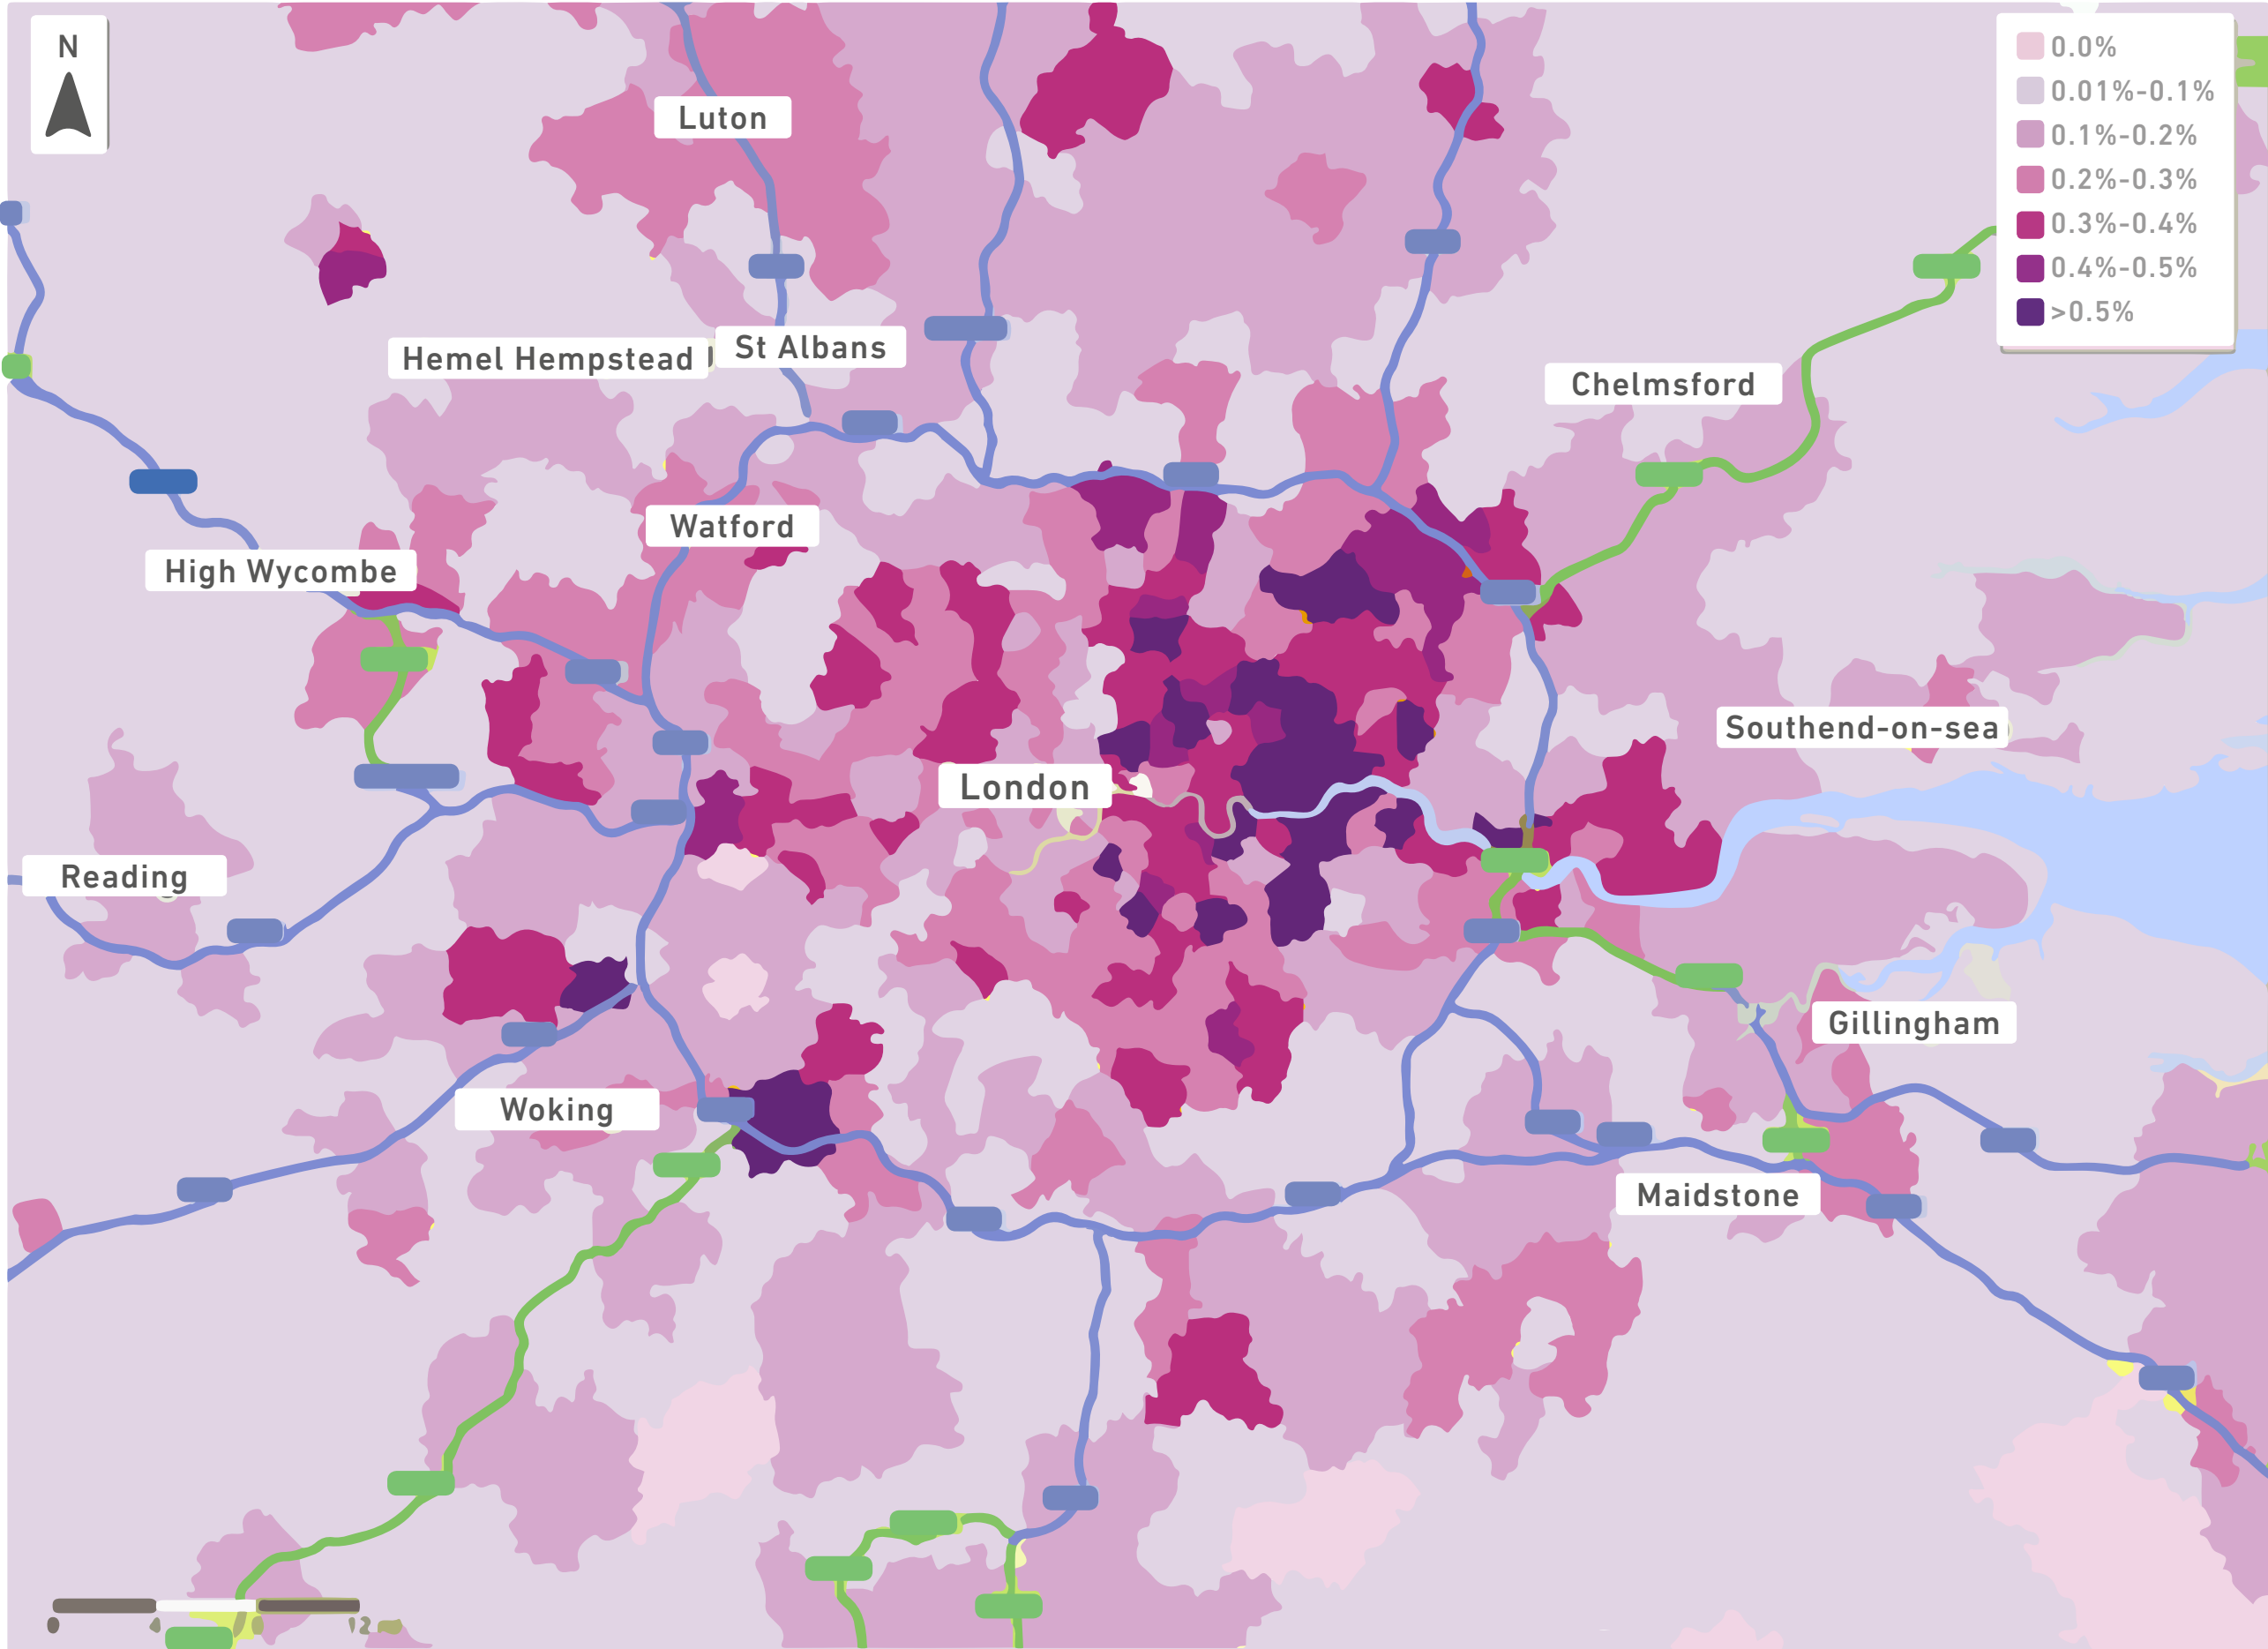 N
0.0%
0.01%-0.1%
0.1%-0.2%
0.2%-0.3%
0.3%-0.4%
0.4%-0.5%
>0.5%
Luton
Hemel Hempstead
St Albans
Chelmsford
Watford
High Wycombe
Southend-on-sea
London
Reading
Gillingham
Woking
Maidstone